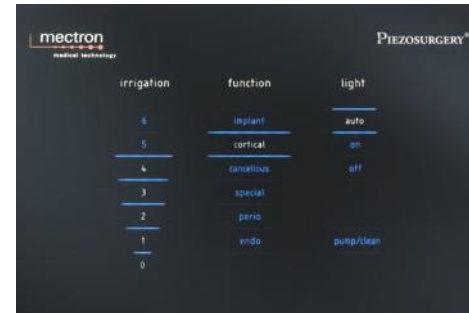 mectron
medical technology
PIEZOSURGERY®
irrigation function light
6 implant auto
5 cortical on
4 cancellous off
3 special
2 perio
1 endo pump/clean
0